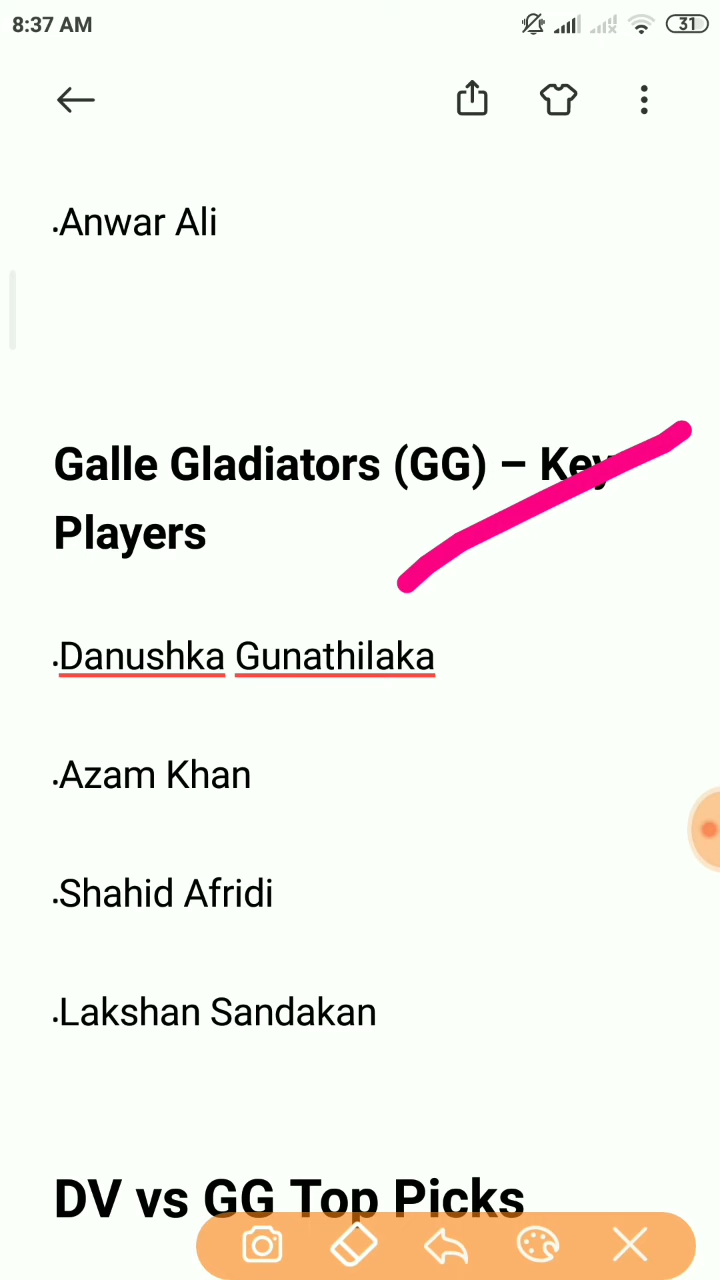 8:37 AM
31
.Anwar Ali
Galle Gladiators (GG) – Key
Players
.Danushka Gunathilaka
.Azam Khan
.Shahid Afridi
.Lakshan Sandakan
DV vs GG Top Picks